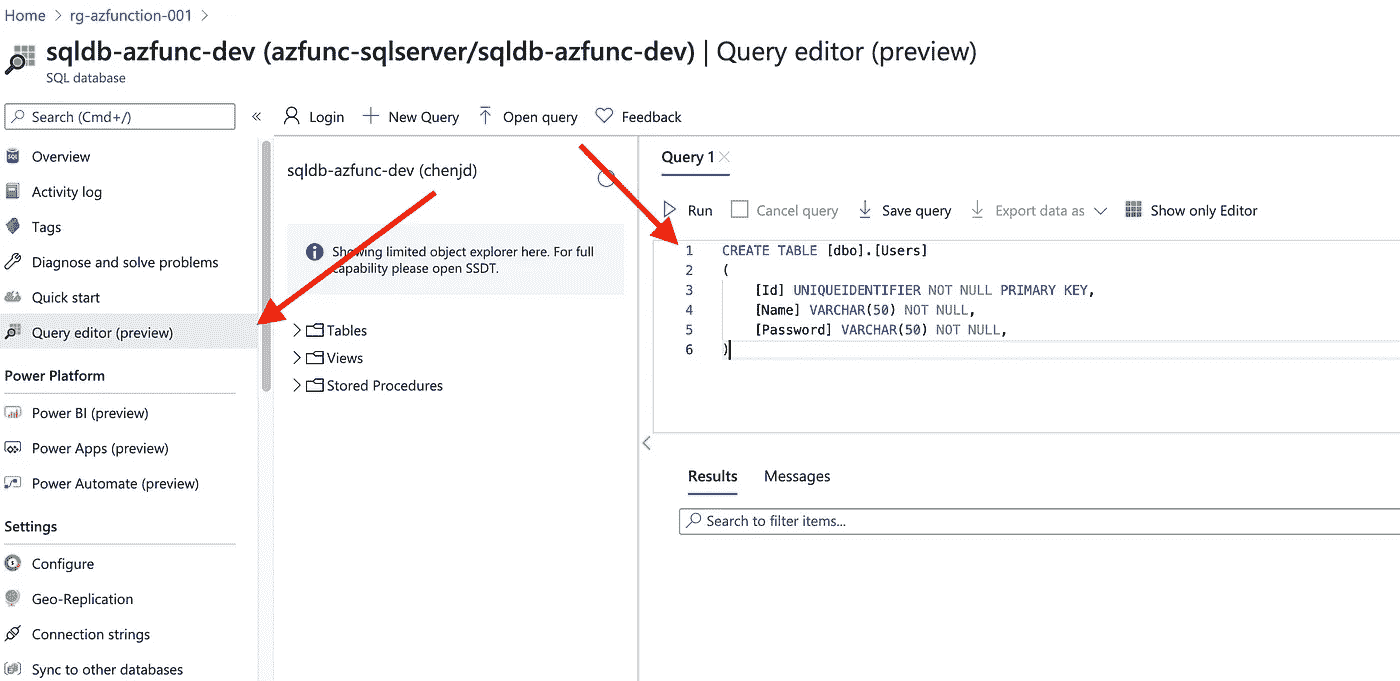 Home > rg-azfunction-001 >
sqldb-azfunc-dev (azfunc-sqlserver/sqldb-azfunc-dev) | Query editor (preview)
SQL database
Search (Cmd+/)
«
Login
New Query
Open query
Feedback
Overview
Activity log
Tags
Diagnose and solve problems
Quick start
Query editor (preview)
Power Platform
Power BI (preview)
Power Apps (preview)
Power Automate (preview)
Settings
Configure
Geo-Replication
Connection strings
Sync to other databases
sqldb-azfunc-dev (chenjd)
Showing limited object explorer here. For full
capability please open SSDT.
Tables
Views
Stored Procedures
Query 1
Run
Cancel query
Save query
Export data as
Show only Editor
1 CREATE TABLE [dbo].[Users]
2 (
3 [Id] UNIQUEIDENTIFIER NOT NULL PRIMARY KEY,
4 [Name] VARCHAR(50) NOT NULL,
5 [Password] VARCHAR(50) NOT NULL,
6 )
Results
Messages
Search to filter items...